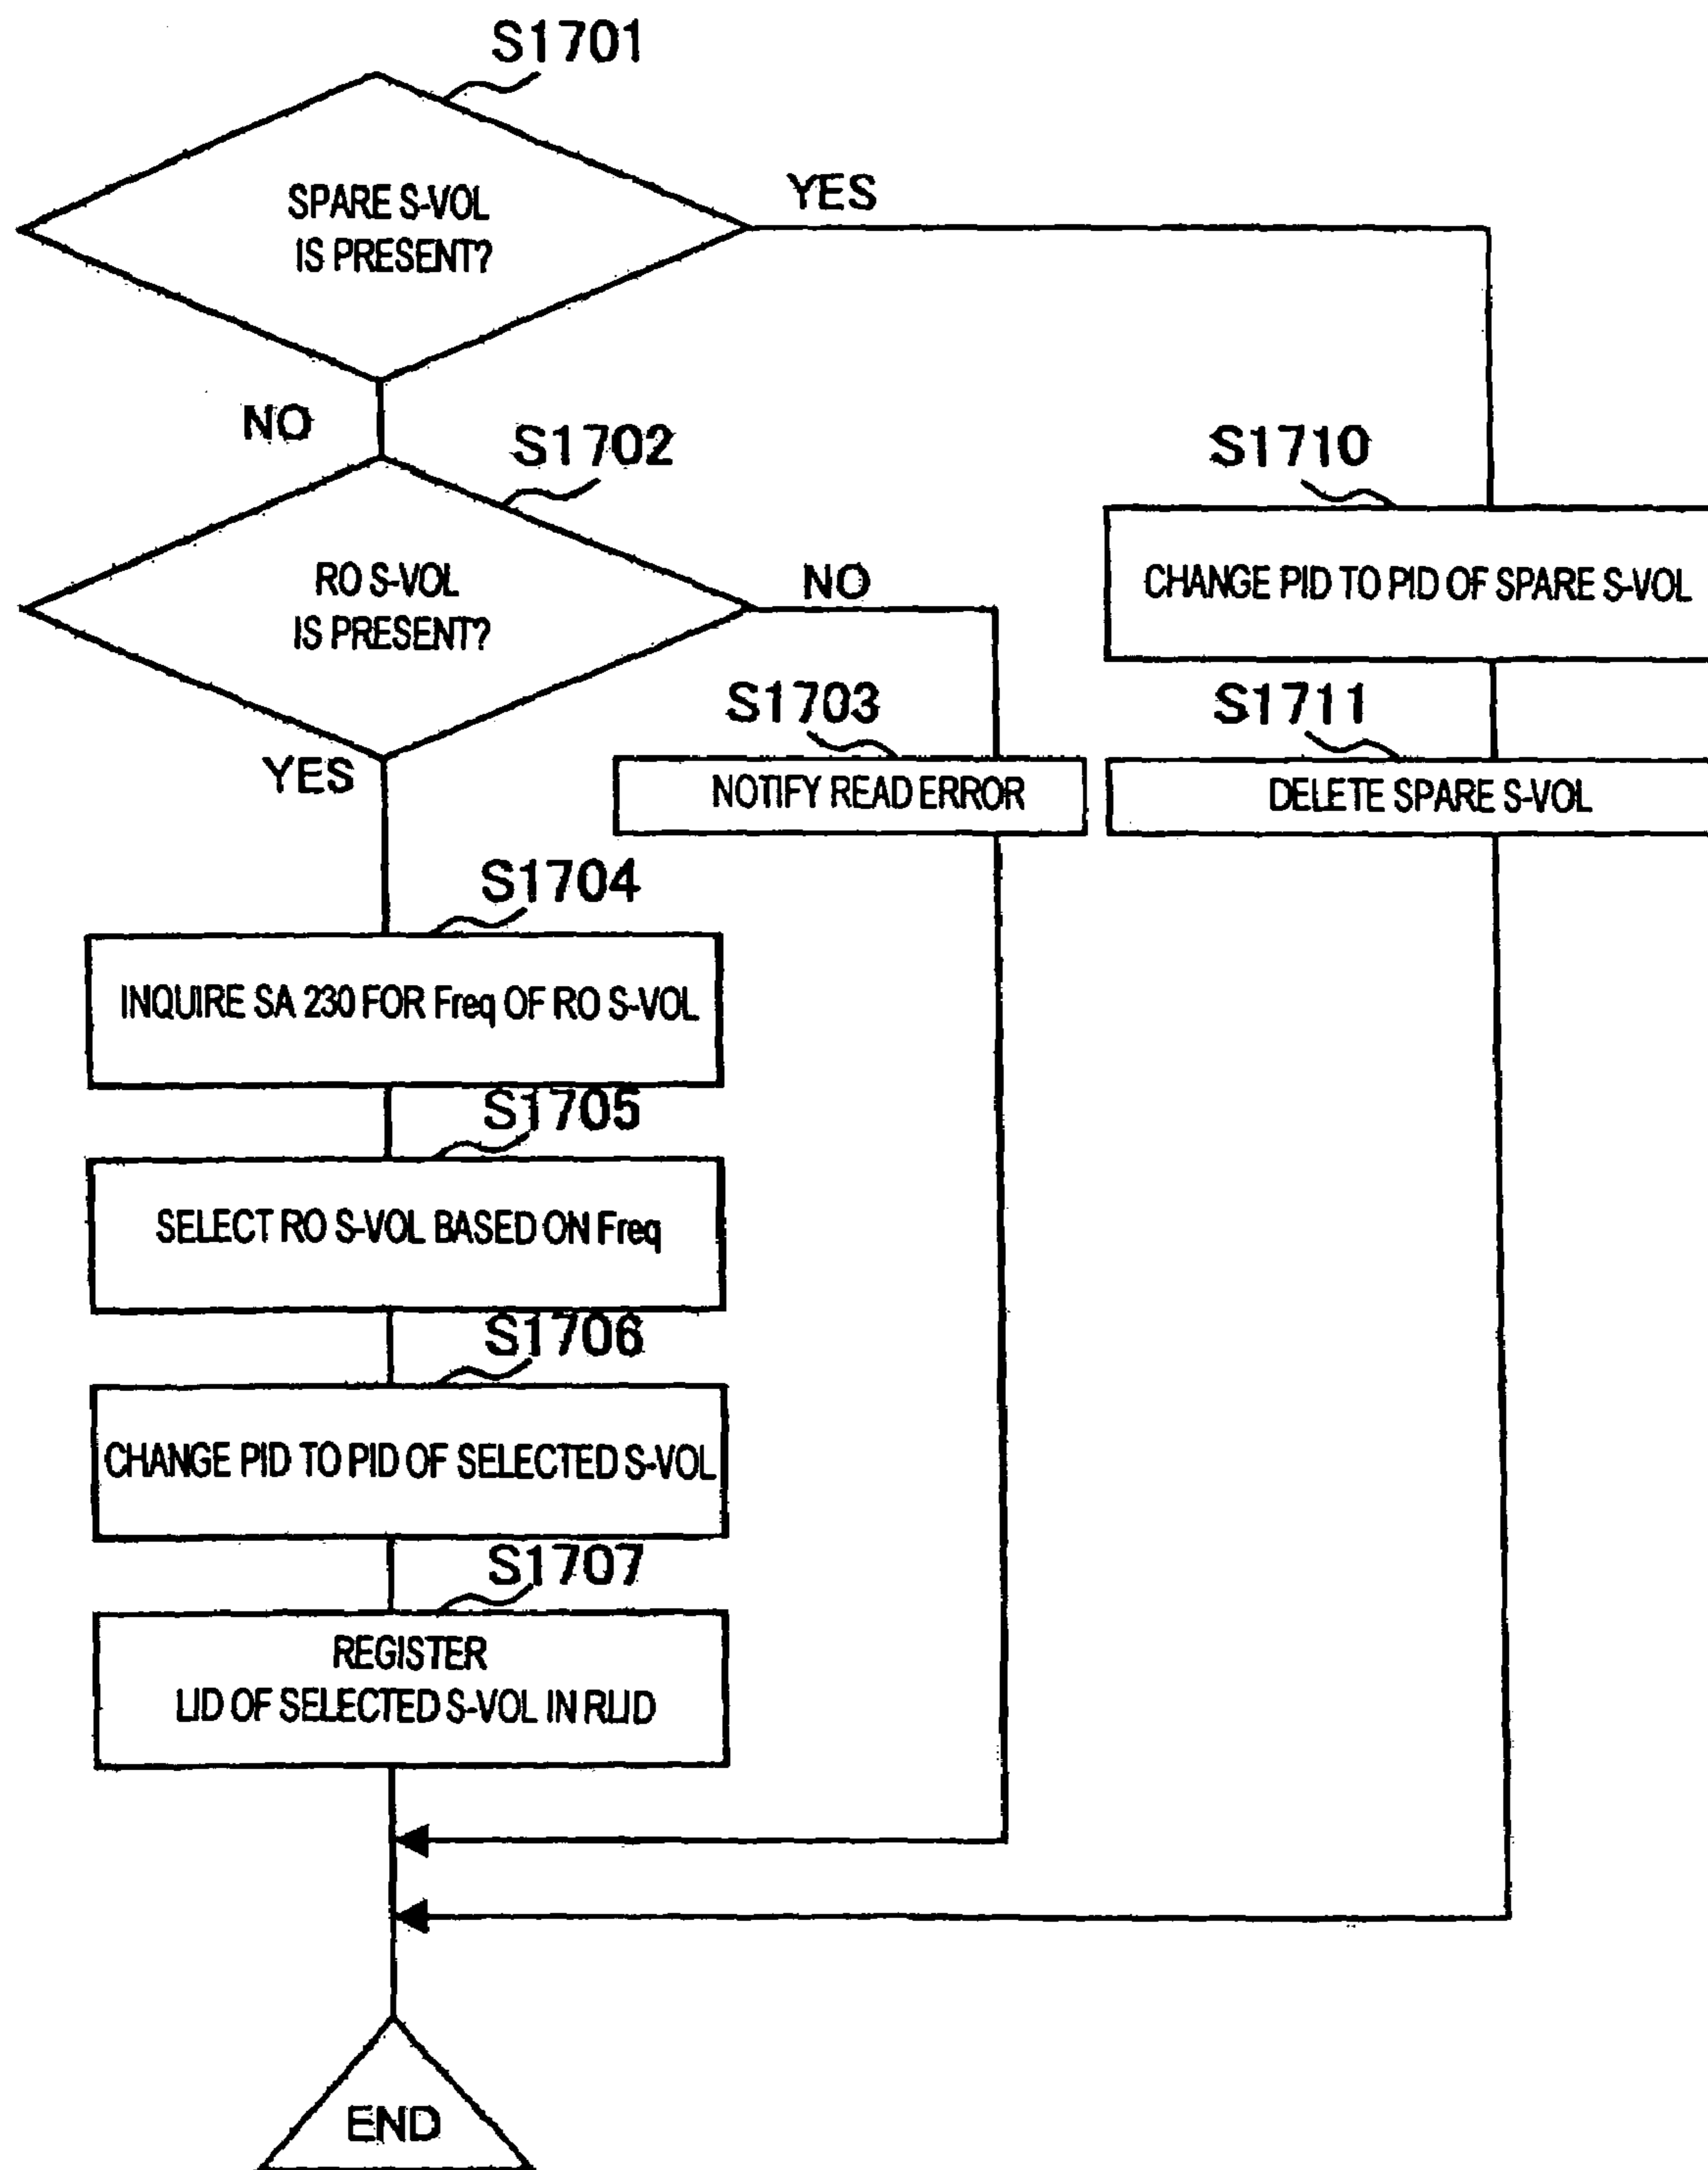 S1701
SPARE S-VOL
IS PRESENT?
YES
NO
S1702
RO S-VOL
IS PRESENT?
NO
YES
S1710
CHANGE PID TO PID OF SPARE S-VOL
S1703
NOTIFY READ ERROR
S1711
DELETE SPARE S-VOL
S1704
INQUIRE SA 230 FOR Freq OF RO S-VOL
S1705
SELECT RO S-VOL BASED ON Freq
S1706
CHANGE PID TO PID OF SELECTED S-VOL
S1707
REGISTER
LID OF SELECTED S-VOL IN RLID
END